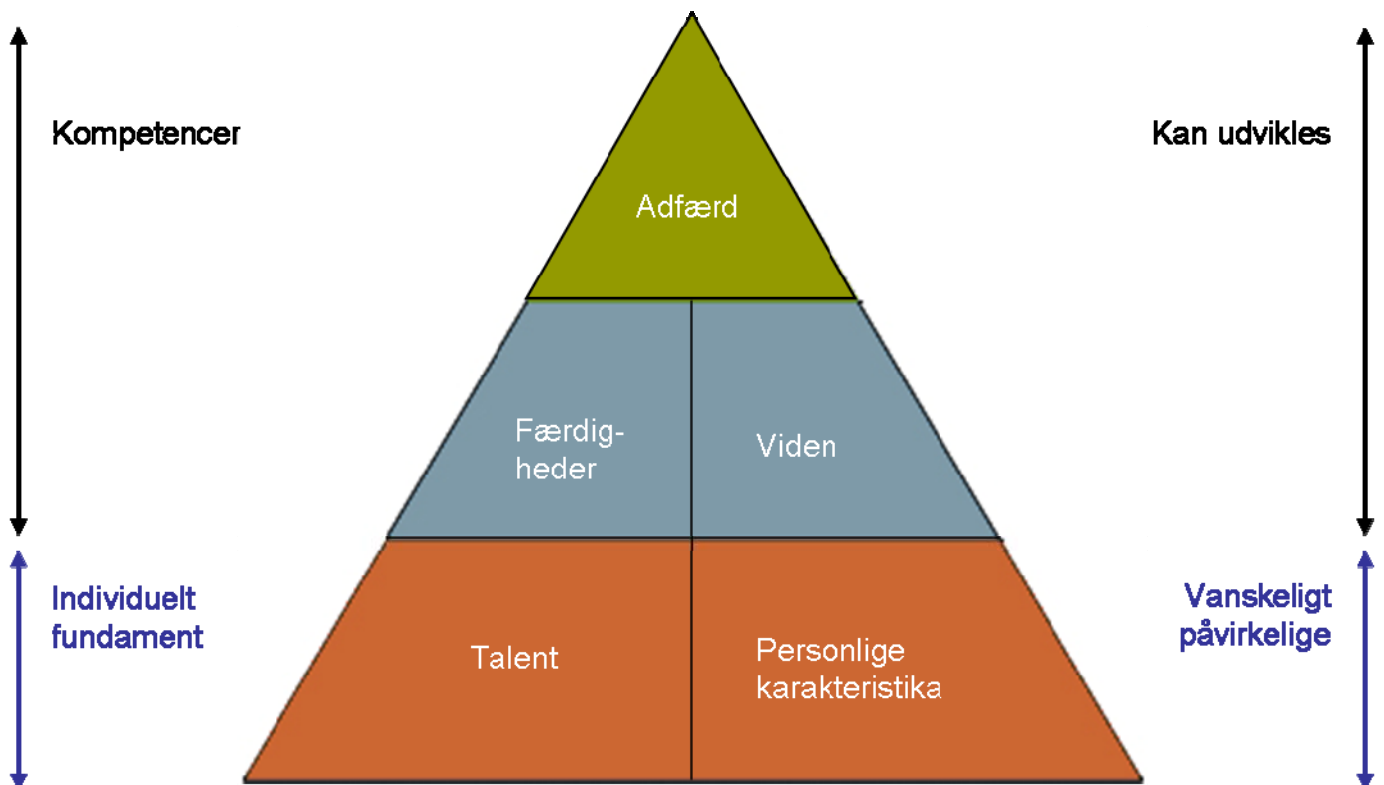 Kompetencer
Kan udvikles
Adfærd
Færdig-
heder
Viden
Individuelt
fundament
Vanskeligt
påvirkelige
Talent
Personlige
karakteristika